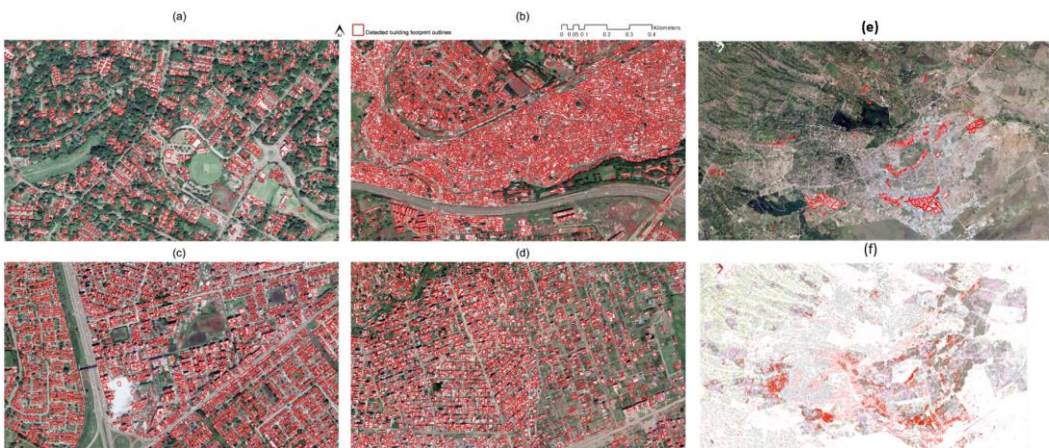 (a)
(b)
Detected building footprint outlines
Kilometers
0 0.05 0.1 0.2 0.3 0.4
(e)
(c)
(d)
(f)